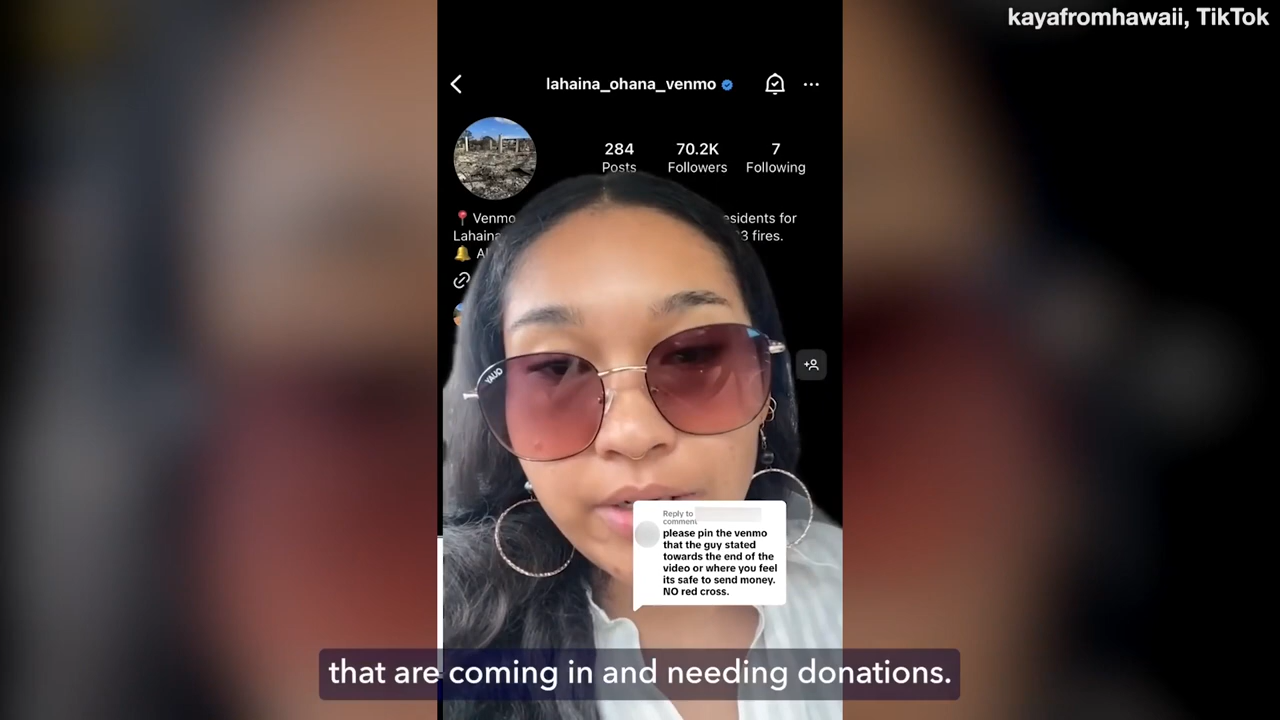 kayafromhawaii, TikTok
lahaina_ohana_venmo
284
70.2K
7
Posts
Followers
Following
Venmo
esidents for
Lahaina
3 fires.
QUAY
Reply to
comment
please pin the venmo
that the guy stated
towards the end of the
video or where you feel
its safe to send money.
NO red cross.
that are coming in and needing donations.